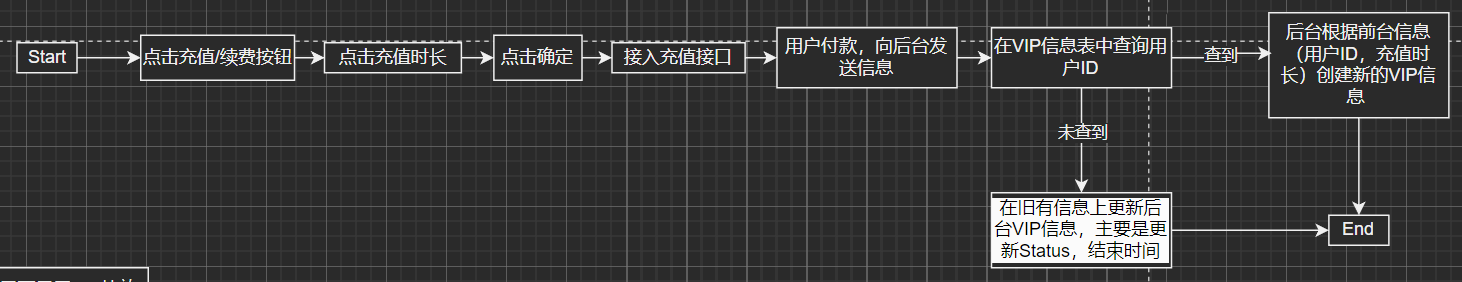 Start
点击充值/续费按钮
点击充值时长
点击确定
接入充值接口
用户付款，向后台发
送信息
在VIP信息表中查询用
户ID
查到
后台根据前台信息
（用户ID，充值时
长）创建新的VIP信
息
未查到
在旧有信息上更新后
台VIP信息，主要是更
新Status，结束时间
End